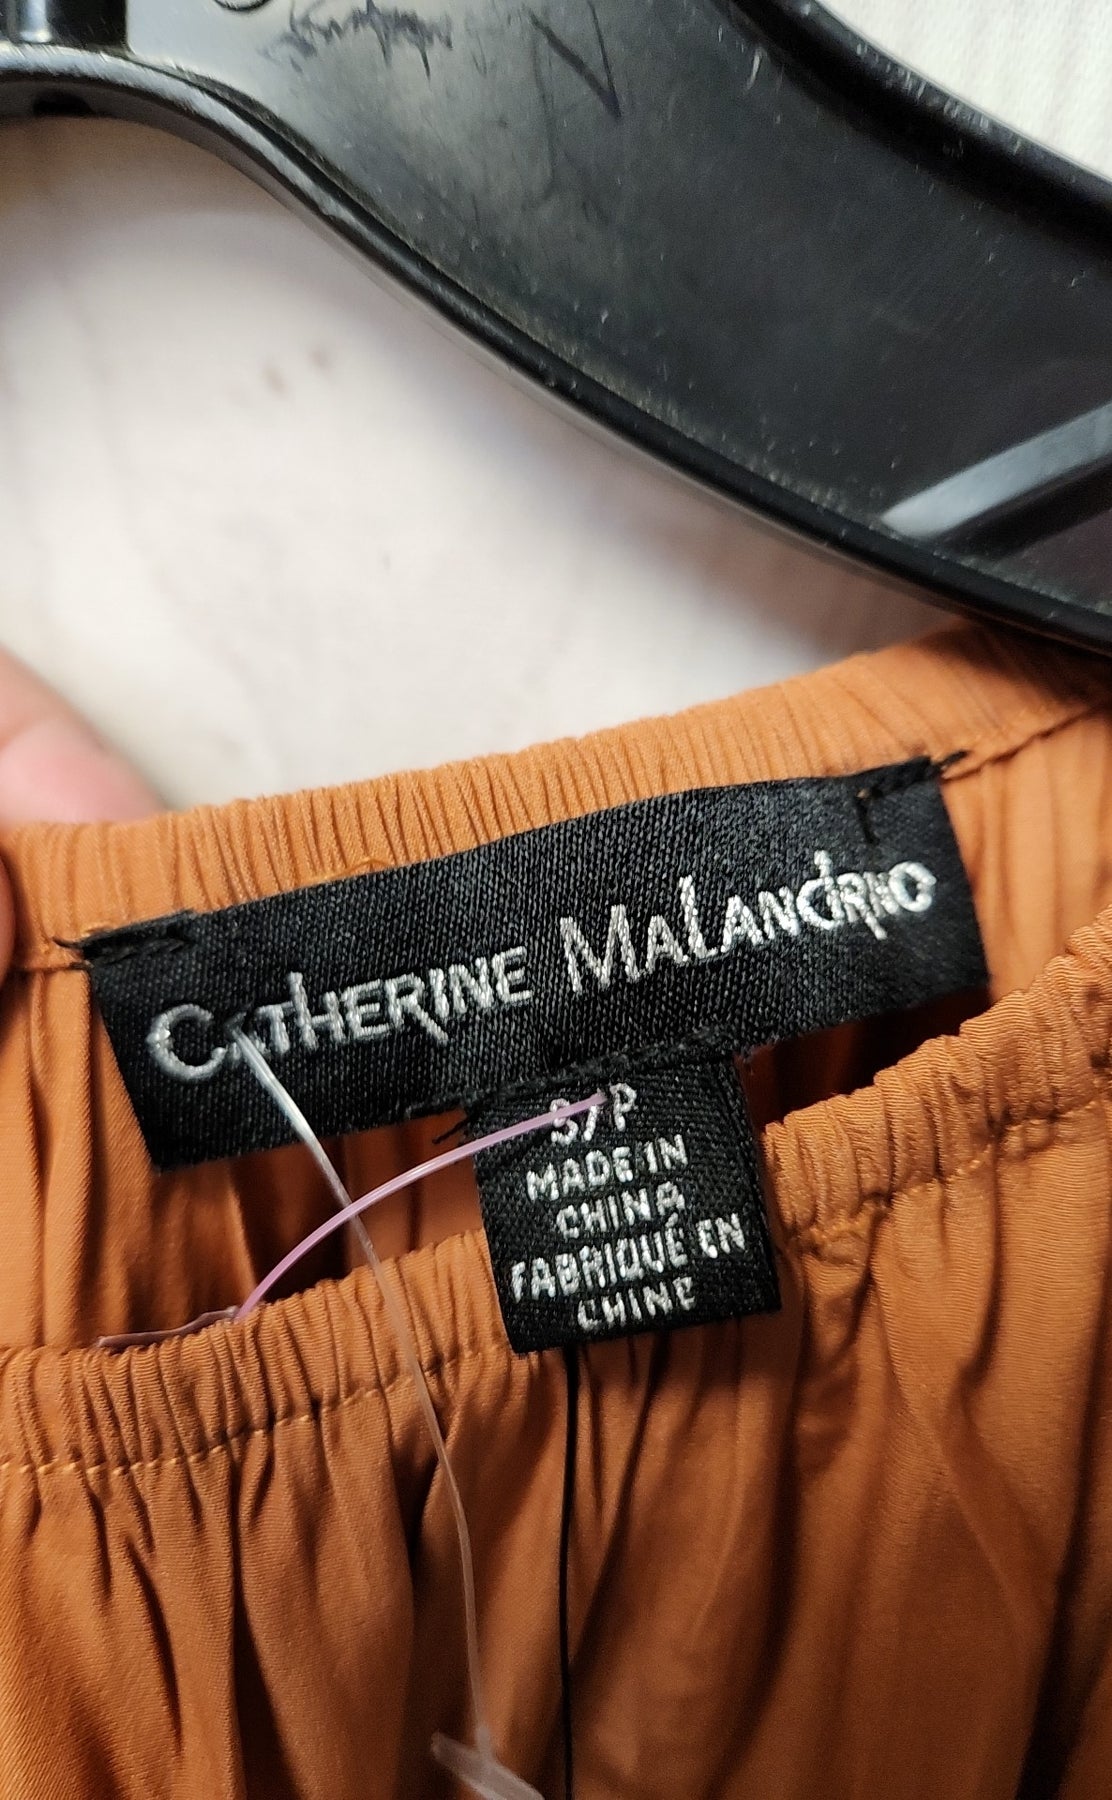 Catherine Malandrino
S/P
MADE IN
CHINA
FABRIQUÉ EN
CHINE